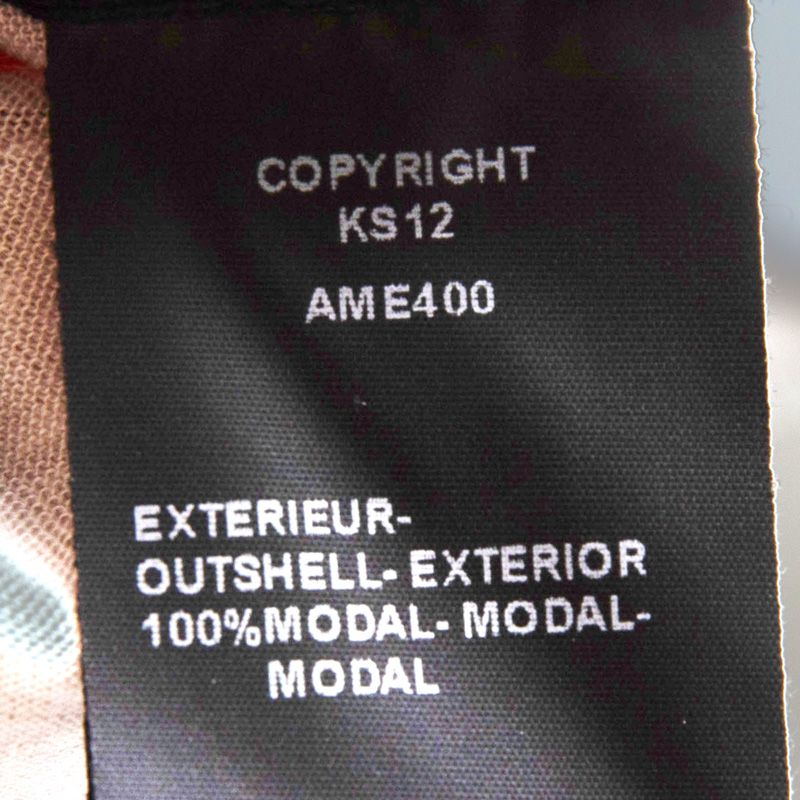 COPYRIGHT
KS12
AME400
EXTERIEUR-
OUTSHELL- EXTERIOR
100%MODAL- MODAL-
MODAL